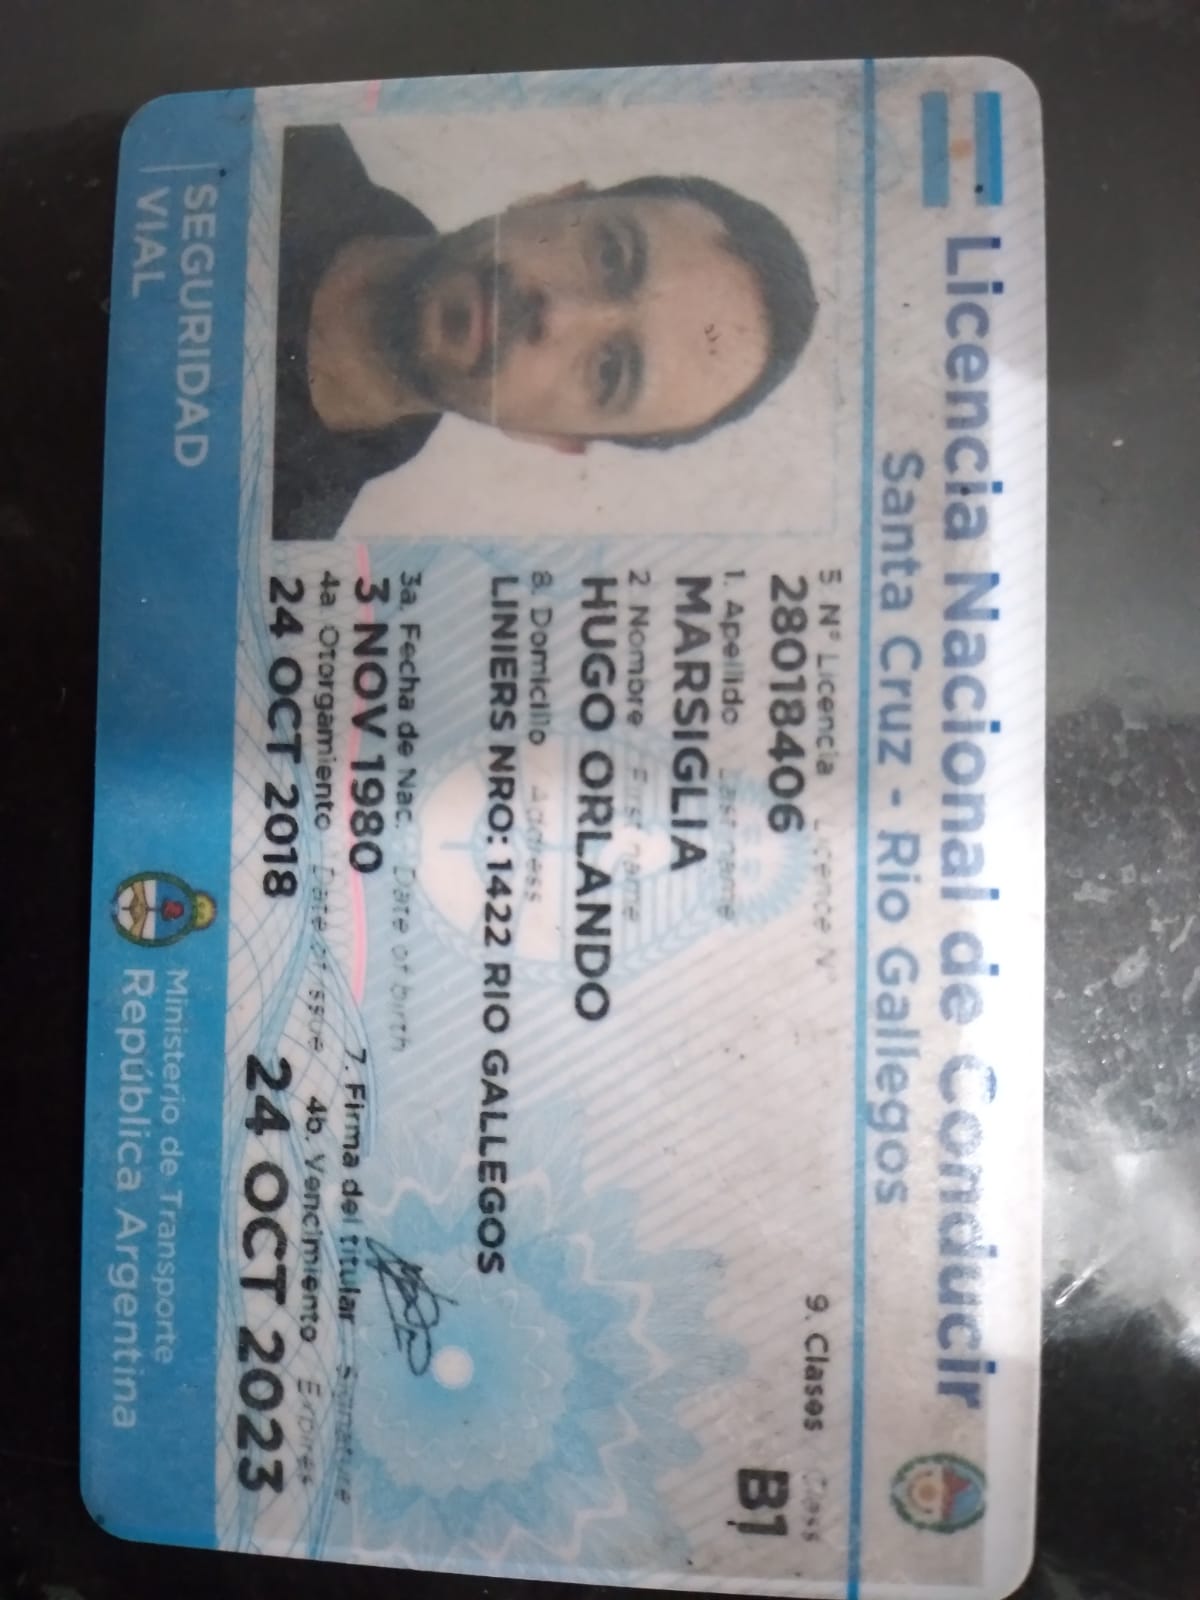 Licencia Nacional de Conducir
Santa Cruz - Rio Gallegos
5. Nº Licencia Licence Nº
9. Clases Class
28018406
B1
1. Apellido Last name
MARSIGLIA
2 Nombre First name
HUGO ORLANDO
8. Domicilio Address
LINIERS NRO: 1422 RIO GALLEGOS
3a. Fecha de Nac. Date of birth
3 NOV 1980
7. Firma del titular Signature
4a Otorgamiento Date of issue
4b. Vencimiento Expires
24 OCT 2018
24 OCT 2023
SEGURIDAD
VIAL
Ministerio de Transporte
República Argentina